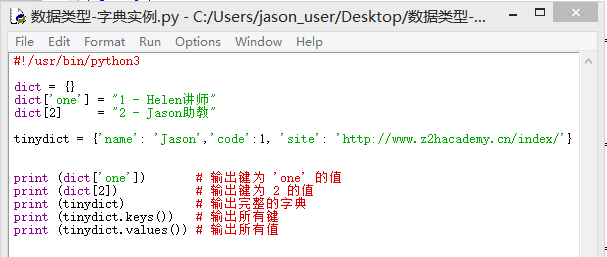 数据类型-字典实例.py - C:/Users/jason_user/Desktop/数据类型-...
File Edit Format Run Options Window Help
#!/usr/bin/python3
dict = {}
dict['one'] = "1 - Helen讲师"
dict[2]     = "2 - Jason助教"
tinydict = {'name': 'Jason','code':1, 'site': 'http://www.z2hacademy.cn/index/'}
print (dict['one'])       # 输出键为 'one' 的值
print (dict[2])           # 输出键为 2 的值
print (tinydict)          # 输出完整的字典
print (tinydict.keys())   # 输出所有键
print (tinydict.values()) # 输出所有值